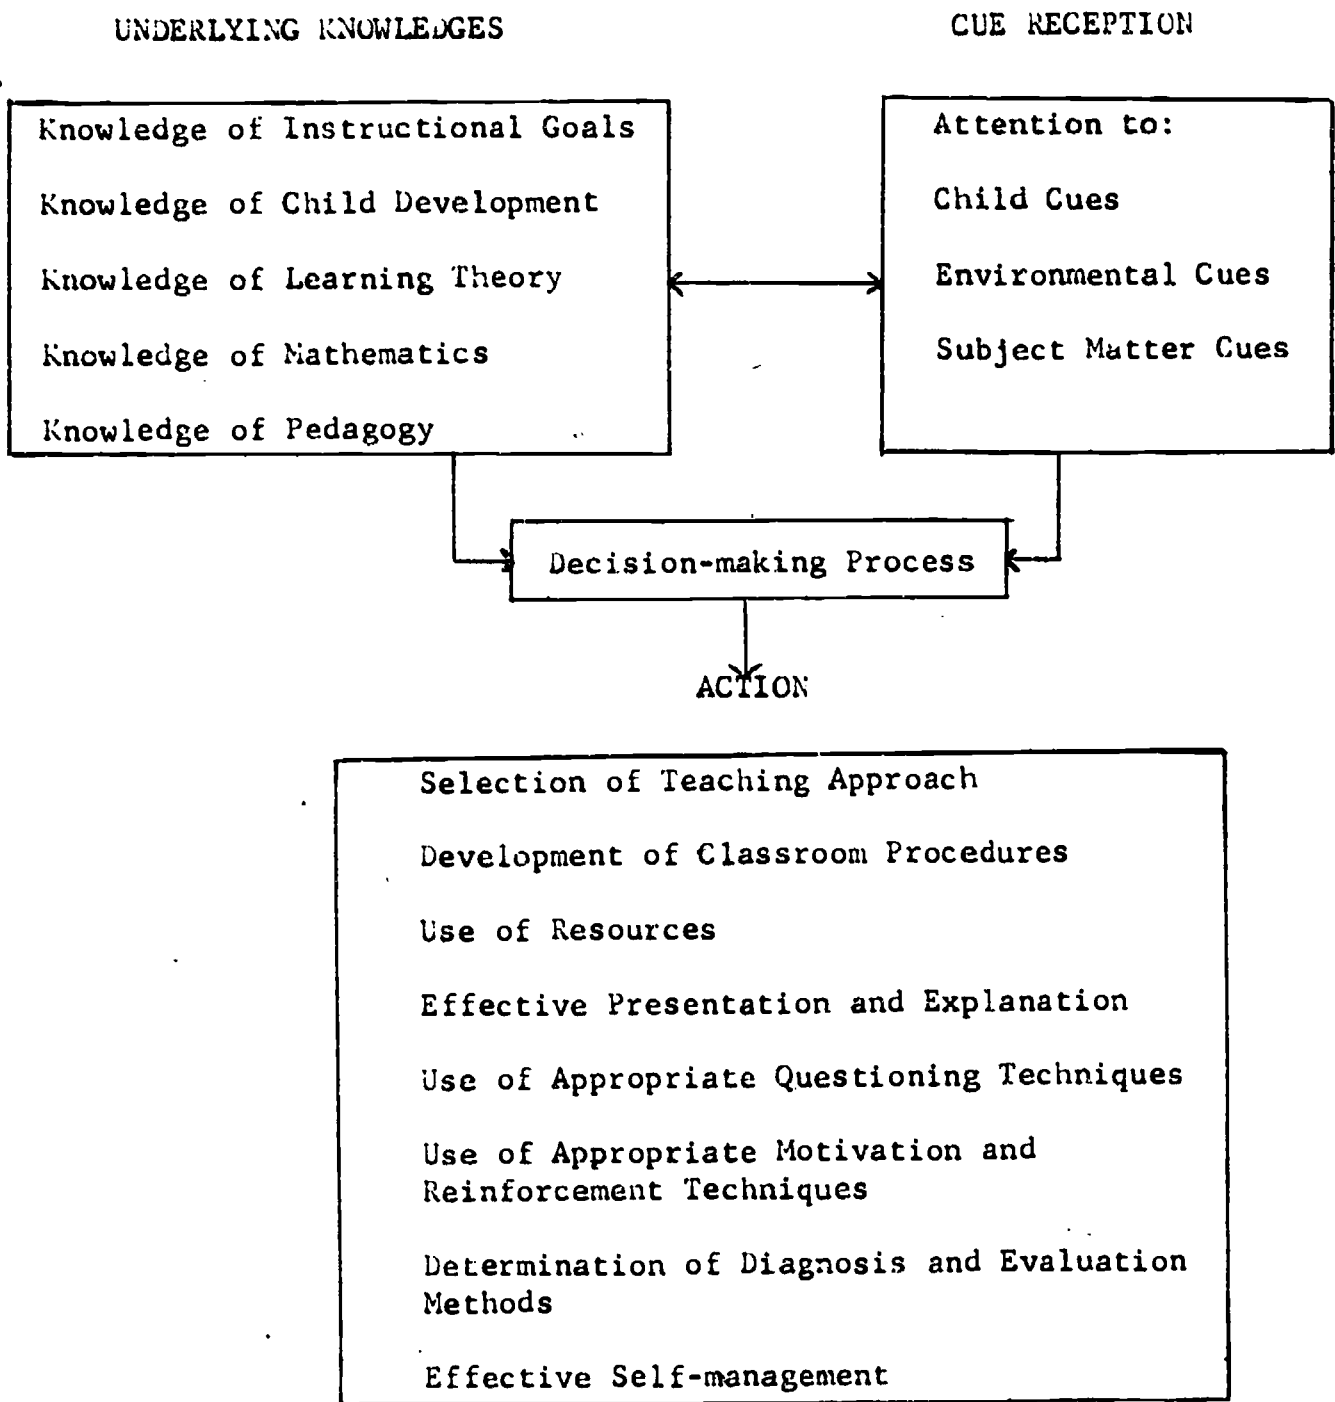 UNDERLYING KNOWLEDGES
CUE RECEPTION
Knowledge of Instructional Goals
Knowledge of Child Development
Knowledge of Learning Theory
Knowledge of Mathematics
Knowledge of Pedagogy
Attention to:
Child Cues
Environmental Cues
Subject Matter Cues
Decision-making Process
ACTION
Selection of Teaching Approach
Development of Classroom Procedures
Use of Resources
Effective Presentation and Explanation
Use of Appropriate Questioning Techniques
Use of Appropriate Motivation and
Reinforcement Techniques
Determination of Diagnosis and Evaluation
Methods
Effective Self-management